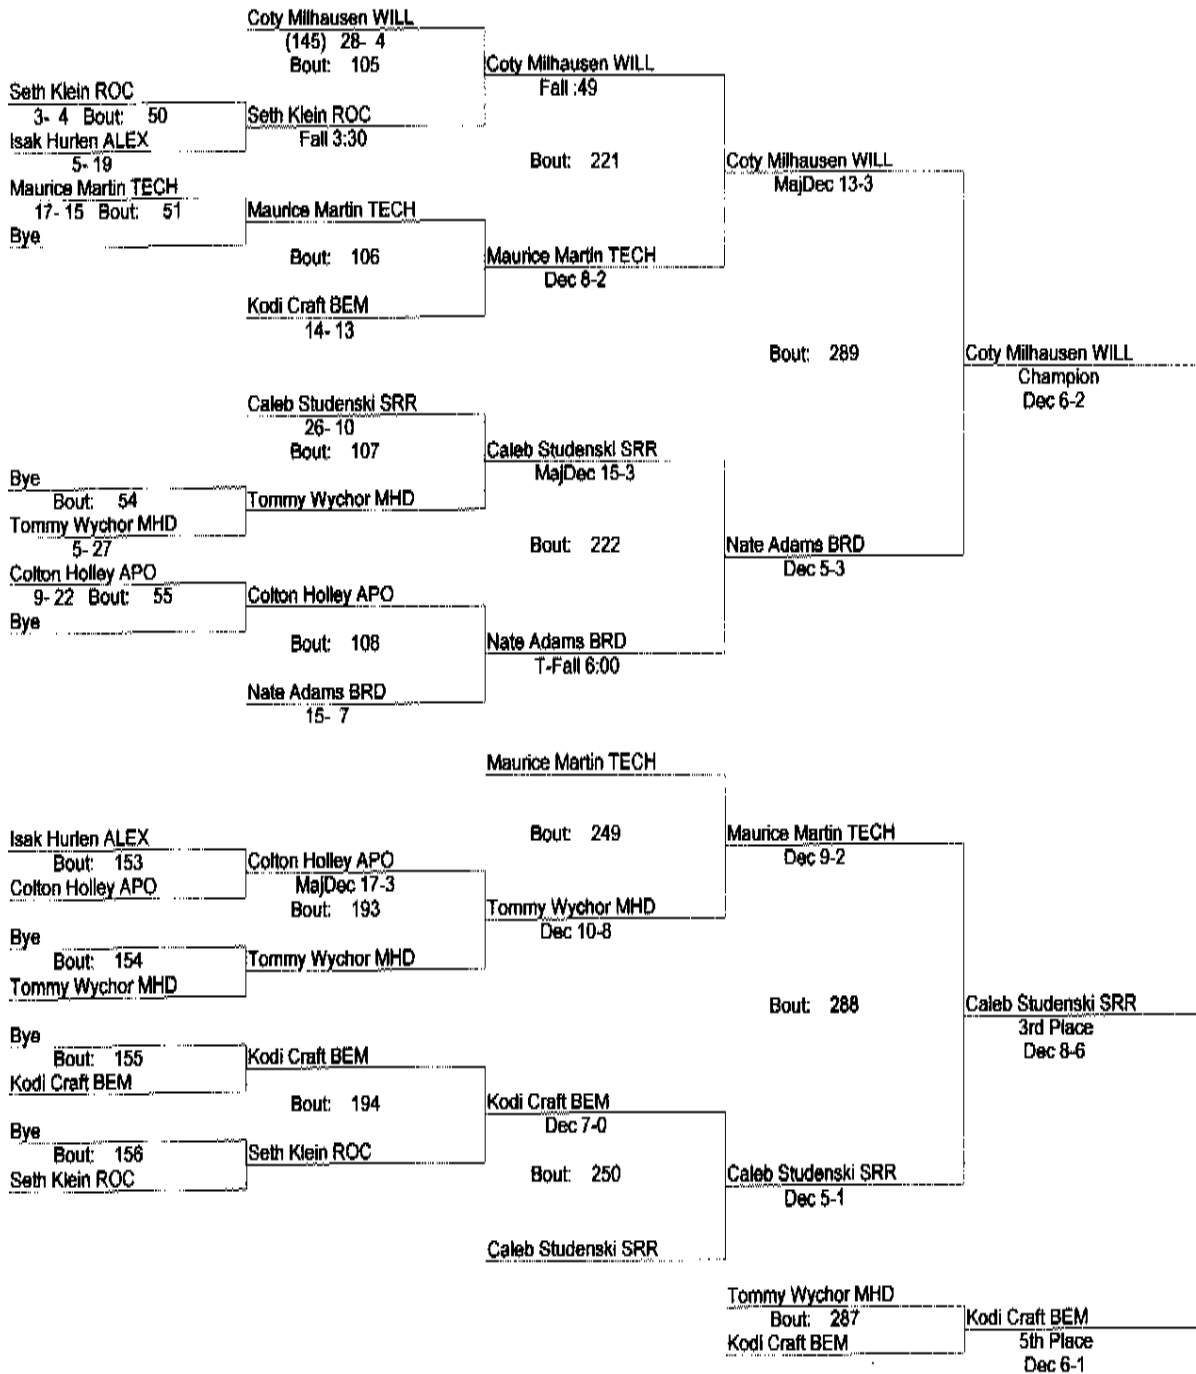 Coty Milhausen WILL
(145) 28- 4
Bout: 105
Coty Milhausen WILL
Fall :49
Seth Klein ROC
3- 4 Bout: 50
Seth Klein ROC
Fall 3:30
Isak Hurlen ALEX
5- 19
Bout: 221
Coty Milhausen WILL
MajDec 13-3
Maurice Martin TECH
17- 15 Bout: 51
Maurice Martin TECH
Bye
Bout: 106
Maurice Martin TECH
Dec 8-2
Kodi Craft BEM
14- 13
Bout: 289
Coty Milhausen WILL
Champion
Dec 6-2
Caleb Studenski SRR
26- 10
Bout: 107
Caleb Studenski SRR
MajDec 15-3
Bye
Bout: 54
Tommy Wychor MHD
Tommy Wychor MHD
5- 27
Bout: 222
Nate Adams BRD
Dec 5-3
Colton Holley APO
9- 22 Bout: 55
Colton Holley APO
Bye
Bout: 108
Nate Adams BRD
T-Fall 6:00
Nate Adams BRD
15- 7
Maurice Martin TECH
Bout: 249
Maurice Martin TECH
Dec 9-2
Isak Hurlen ALEX
Bout: 153
Colton Holley APO
MajDec 17-3
Colton Holley APO
Bout: 193
Tommy Wychor MHD
Dec 10-8
Bye
Bout: 154
Tommy Wychor MHD
Tommy Wychor MHD
Bout: 288
Caleb Studenski SRR
3rd Place
Dec 8-6
Bye
Bout: 155
Kodi Craft BEM
Kodi Craft BEM
Bout: 194
Kodi Craft BEM
Dec 7-0
Bye
Bout: 156
Seth Klein ROC
Seth Klein ROC
Bout: 250
Caleb Studenski SRR
Dec 5-1
Caleb Studenski SRR
Tommy Wychor MHD
Bout: 287
Kodi Craft BEM
Kodi Craft BEM
5th Place
Dec 6-1